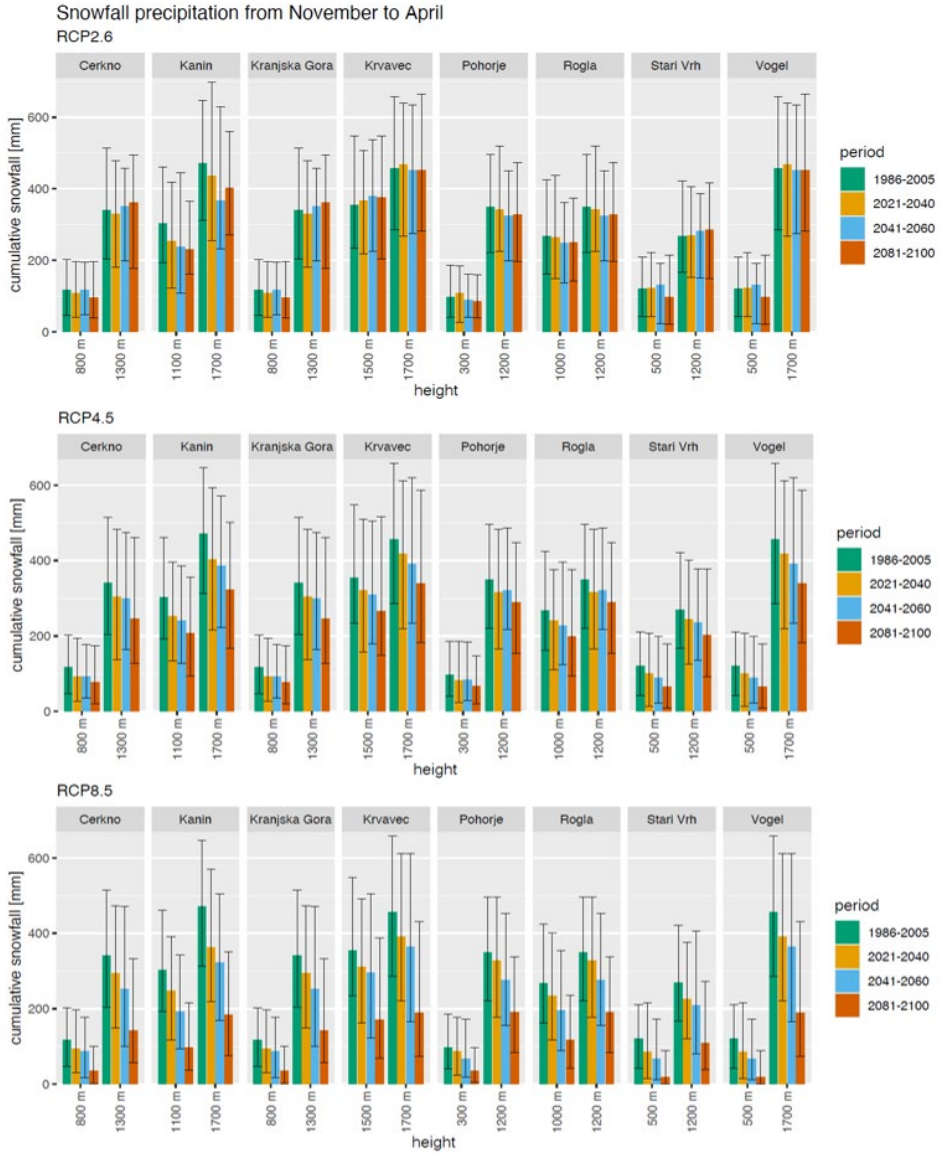 Snowfall precipitation from November to April
RCP2.6
Cerkno Kanin Kranjska Gora Krvavec Pohorje Rogla Stari Vrh Vogel
cumulative snowfall [mm]
600
400
200
0
800 m 1300 m 1100 m 1700 m 800 m 1300 m 1500 m 1700 m 300 m 1200 m 1000 m 1200 m 500 m 1200 m 500 m 1700 m
height
period
1986-2005
2021-2040
2041-2060
2081-2100
RCP4.5
Cerkno Kanin Kranjska Gora Krvavec Pohorje Rogla Stari Vrh Vogel
cumulative snowfall [mm]
600
400
200
0
800 m 1300 m 1100 m 1700 m 800 m 1300 m 1500 m 1700 m 300 m 1200 m 1000 m 1200 m 500 m 1200 m 500 m 1700 m
height
period
1986-2005
2021-2040
2041-2060
2081-2100
RCP8.5
Cerkno Kanin Kranjska Gora Krvavec Pohorje Rogla Stari Vrh Vogel
cumulative snowfall [mm]
600
400
200
0
800 m 1300 m 1100 m 1700 m 800 m 1300 m 1500 m 1700 m 300 m 1200 m 1000 m 1200 m 500 m 1200 m 500 m 1700 m
height
period
1986-2005
2021-2040
2041-2060
2081-2100